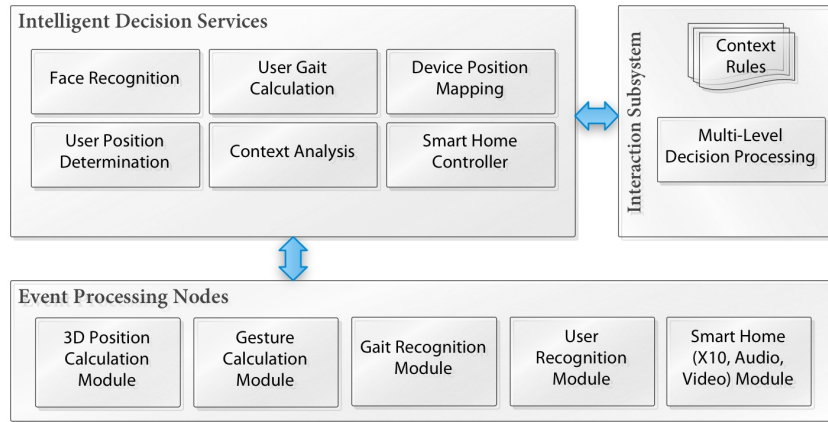 Intelligent Decision Services
Face Recognition
User Gait
Calculation
Device Position
Mapping
User Position
Determination
Context Analysis
Smart Home
Controller
Interaction Subsystem
Context
Rules
Multi-Level
Decision Processing
Event Processing Nodes
3D Position
Calculation
Module
Gesture
Calculation
Module
Gait Recognition
Module
User
Recognition
Module
Smart Home
(X10, Audio,
Video) Module